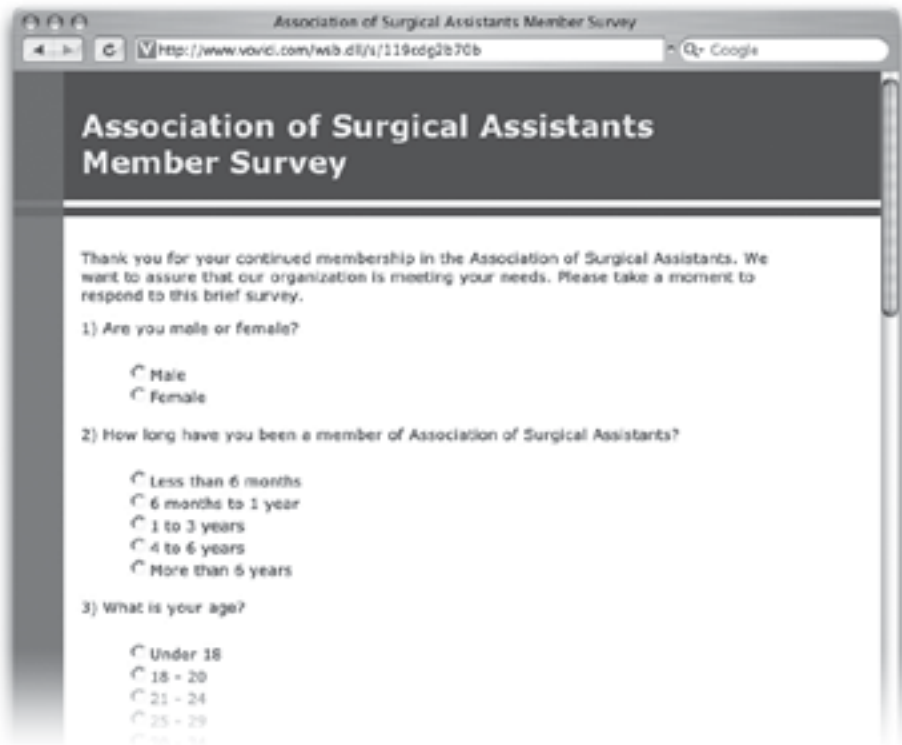 Association of Surgical Assistants Member Survey
http://www.vovici.com/wsb.dll/s/119cdg2b70b
Google
Association of Surgical Assistants
Member Survey
Thank you for your continued membership in the Association of Surgical Assistants. We
want to assure that our organization is meeting your needs. Please take a moment to
respond to this brief survey.
1) Are you male or female?
Male
Female
2) How long have you been a member of Association of Surgical Assistants?
Less than 6 months
6 months to 1 year
1 to 3 years
4 to 6 years
More than 6 years
3) What is your age?
Under 18
18 - 20
21 - 24
25 - 29